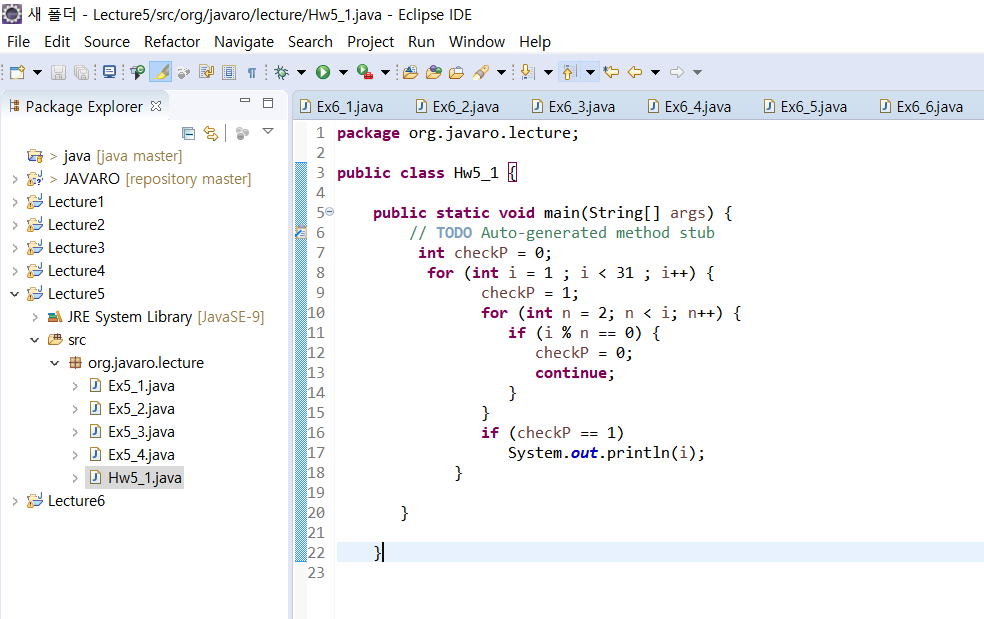 새 폴더 - Lecture5/src/org/javaro/lecture/Hw5_1.java - Eclipse IDE
File Edit Source Refactor Navigate Search Project Run Window Help
Package Explorer
> java [java master]
> JAVARO [repository master]
Lecture1
Lecture2
Lecture3
Lecture4
Lecture5
JRE System Library [JavaSE-9]
src
org.javaro.lecture
Ex5_1.java
Ex5_2.java
Ex5_3.java
Ex5_4.java
Hw5_1.java
Lecture6
Ex6_1.java Ex6_2.java Ex6_3.java Ex6_4.java Ex6_5.java Ex6_6.java
1 package org.javaro.lecture;
2
3 public class Hw5_1 {
4
5 public static void main(String[] args) {
6 // TODO Auto-generated method stub
7 int checkP = 0;
8 for (int i = 1 ; i < 31 ; i++) {
9 checkP = 1;
10 for (int n = 2; n < i; n++) {
11 if (i % n == 0) {
12 checkP = 0;
13 continue;
14 }
15 }
16 if (checkP == 1)
17 System.out.println(i);
18 }
19
20 }
21
22 }
23